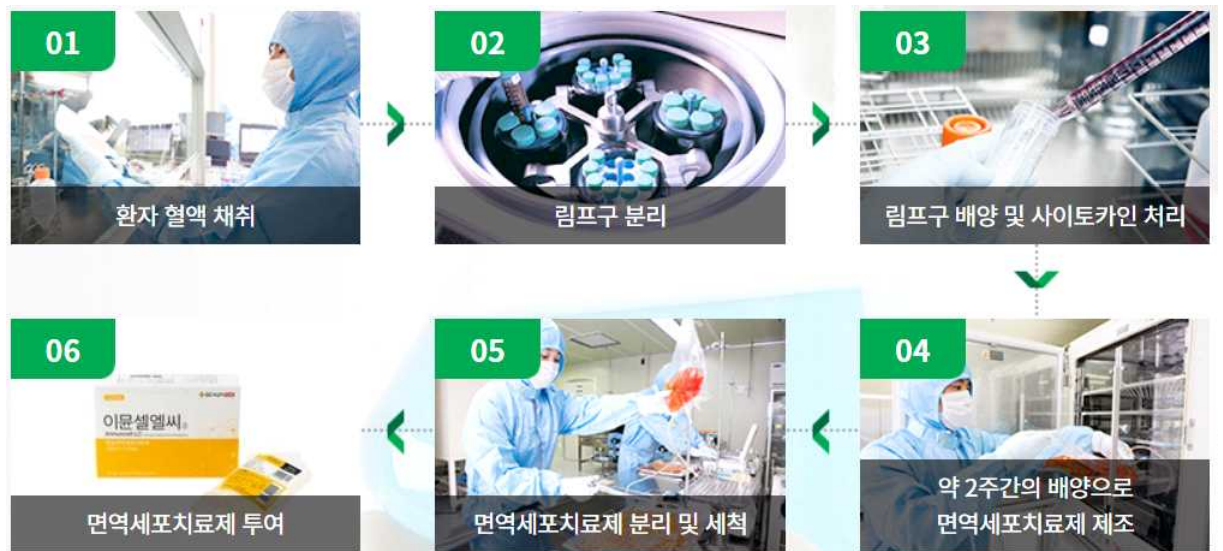 01
환자 혈액 채취
02
림프구 분리
03
림프구 배양 및 사이토카인 처리
04
약 2주간의 배양으로
면역세포치료제 제조
05
면역세포치료제 분리 및 세척
06
이뮨셀엘씨
면역세포치료제 투여